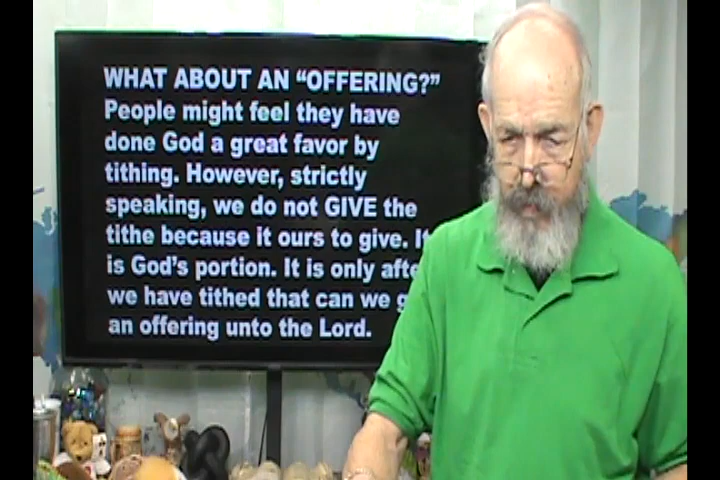 WHAT ABOUT AN “OFFERING?”
People might feel they have
done God a great favor by
tithing. However, strictly
speaking, we do not GIVE the
tithe because it ours to give.
is God’s portion. It is only
we have tithed that can we
an offering unto the Lord.